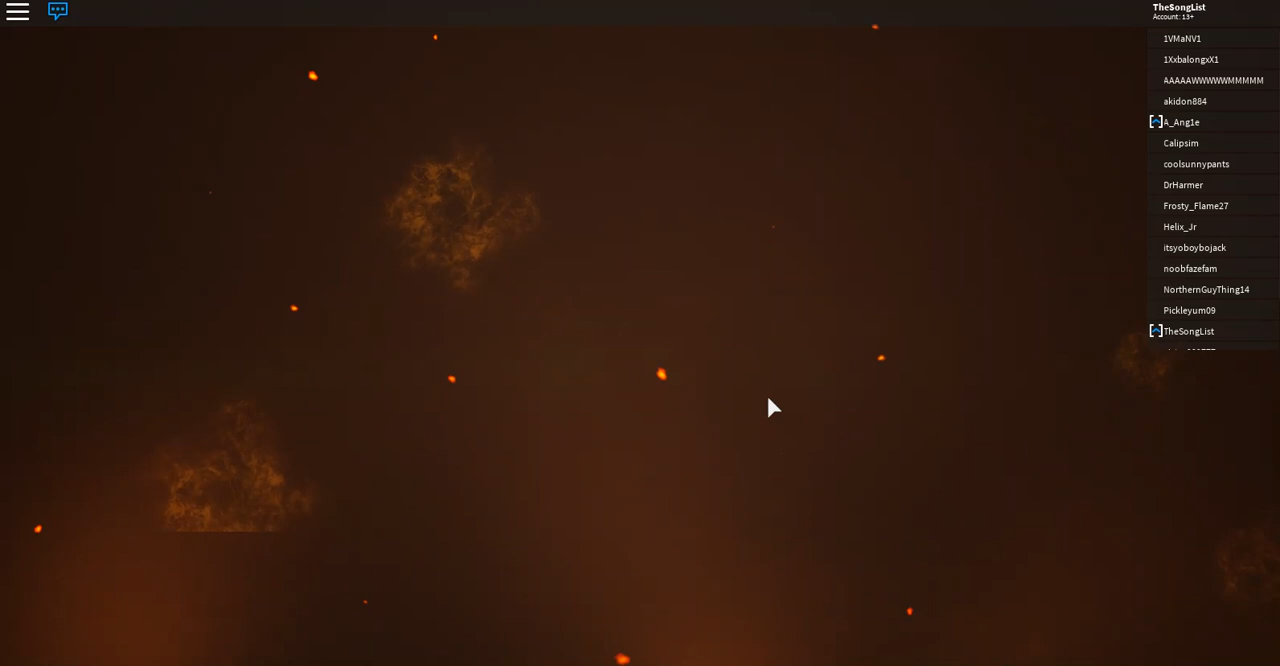 TheSongList
Account: 13+
1VMaNV1
1XxbalongxX1
AAAAAWWWWWMMMMM
akidon884
A_Ang1e
Calipsim
coolsunnypants
DrHarmer
Frosty_Flame27
Helix_Jr
itsyoboybojack
noobfazefam
NorthernGuyThing14
Pickleyum09
TheSongList